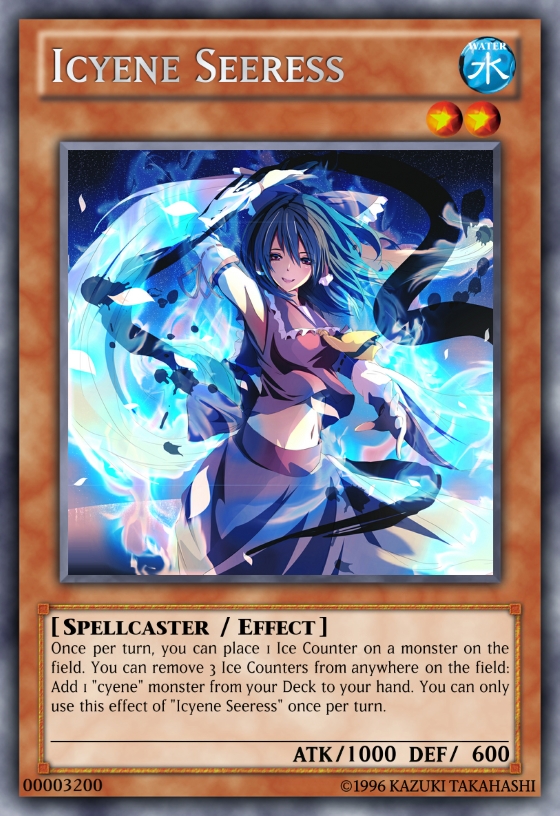 Icyene Seeress
WATER
水
[ Spellcaster / Effect ]
Once per turn, you can place 1 Ice Counter on a monster on the
field. You can remove 3 Ice Counters from anywhere on the field:
Add 1 "cyene" monster from your Deck to your hand. You can only
use this effect of "Icyene Seeress" once per turn.
ATK/1000 DEF/ 600
00003200
©1996 KAZUKI TAKAHASHI